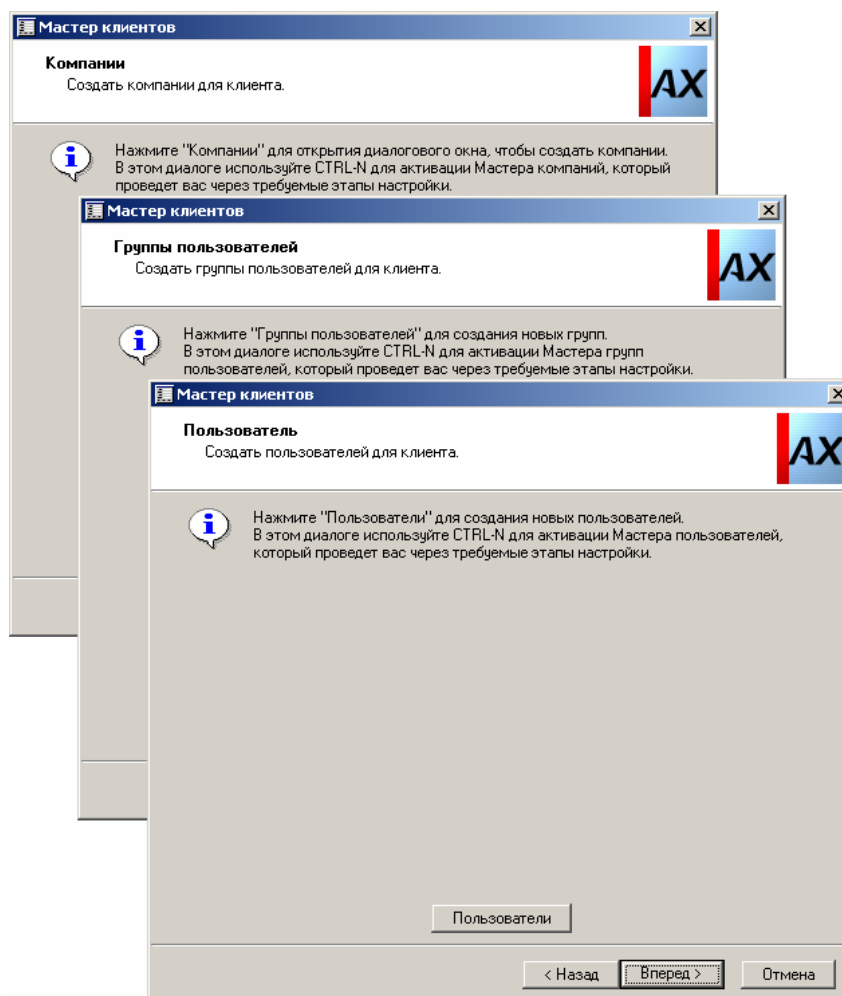 Мастер клиентов
Компании
Создать компании для клиента.
AX
Нажмите "Компании" для открытия диалогового окна, чтобы создать компании.
В этом диалоге используйте CTRL-N для активации Мастера компаний, который
проведет вас через требуемые этапы настройки.
Мастер клиентов
Группы пользователей
Создать группы пользователей для клиента.
AX
Нажмите "Группы пользователей" для создания новых групп.
В этом диалоге используйте CTRL-N для активации Мастера групп
пользователей, который проведет вас через требуемые этапы настройки.
Мастер клиентов
Пользователь
Создать пользователей для клиента.
AX
Нажмите "Пользователи" для создания новых пользователей.
В этом диалоге используйте CTRL-N для активации Мастера пользователей,
который проведет вас через требуемые этапы настройки.
Пользователи
< Назад Вперед > Отмена